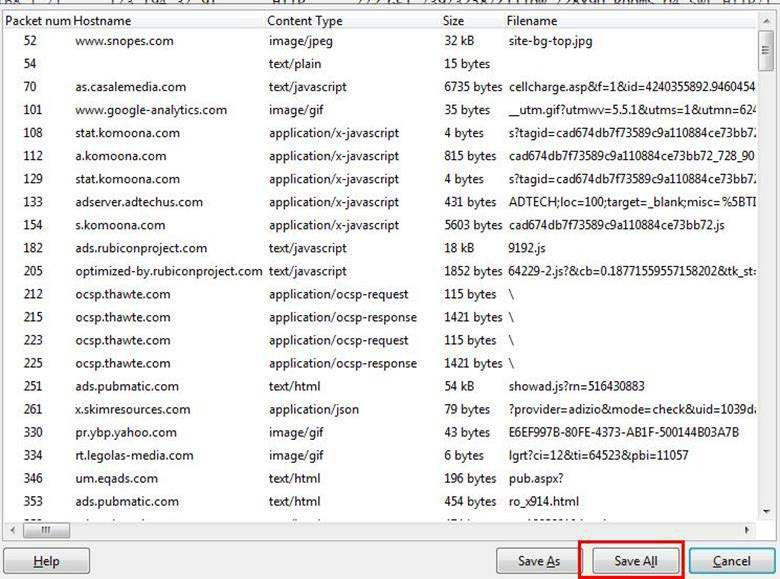 Packet num Hostname Content Type Size Filename
52 www.snopes.com image/jpeg 32 kB site-bg-top.jpg
54 text/plain 15 bytes
70 as.casalemedia.com text/javascript 6735 bytes cellcharge.asp&f=1&id=4240355892.9460454
101 www.google-analytics.com image/gif 35 bytes __utm.gif?utmwv=5.5.1&utms=1&utmn=624
108 stat.komoona.com application/x-javascript 4 bytes s?tagid=cad674db7f73589c9a110884ce73bb72
112 a.komoona.com application/x-javascript 815 bytes cad674db7f73589c9a110884ce73bb72_728_90
129 stat.komoona.com application/x-javascript 4 bytes s?tagid=cad674db7f73589c9a110884ce73bb72
133 adserver.adtechus.com application/x-javascript 431 bytes ADTECH;loc=100;target=_blank;misc=%5BTI
154 s.komoona.com application/x-javascript 5603 bytes cad674db7f73589c9a110884ce73bb72.js
182 ads.rubiconproject.com text/javascript 18 kB 9192.js
205 optimized-by.rubiconproject.com text/javascript 1852 bytes 64229-2.js?&cb=0.18771559557158202&tk_st=
212 ocsp.thawte.com application/ocsp-request 115 bytes \
215 ocsp.thawte.com application/ocsp-response 1421 bytes \
223 ocsp.thawte.com application/ocsp-request 115 bytes \
225 ocsp.thawte.com application/ocsp-response 1421 bytes \
251 ads.pubmatic.com text/html 54 kB showad.js?rn=516430883
261 x.skimresources.com application/json 79 bytes ?provider=adizio&mode=check&uid=1039da
330 pr.ybp.yahoo.com image/gif 43 bytes E6EF997B-80FE-4373-AB1F-500144B03A7B
334 rt.legolas-media.com image/gif 6 bytes lgrt?ci=12&ti=64523&pbi=11057
346 um.eqads.com text/html 196 bytes pub.aspx?
353 ads.pubmatic.com text/html 454 bytes ro_x914.html
Help Save As Save All Cancel